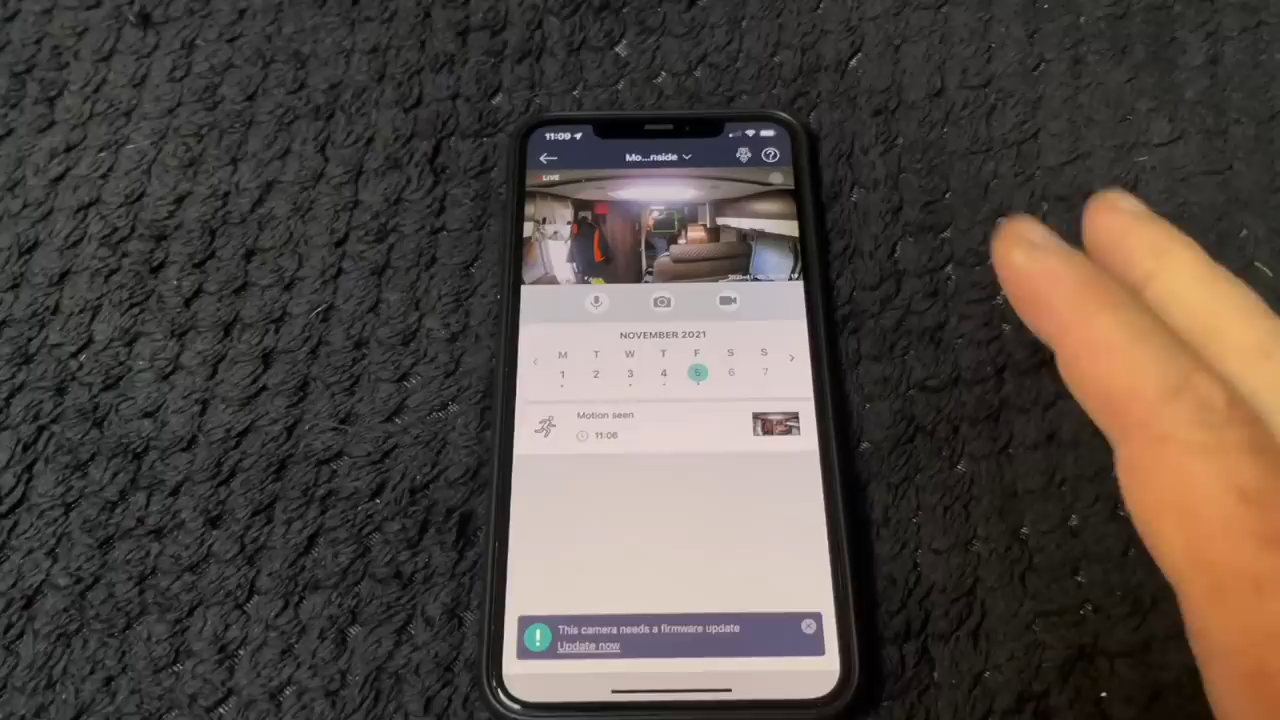 11:09
Mo...nside
LIVE
NOVEMBER 2021
M T W T F S S
1 2 3 4 5 6 7
Motion seen
11:06
This camera needs a firmware update
Update now